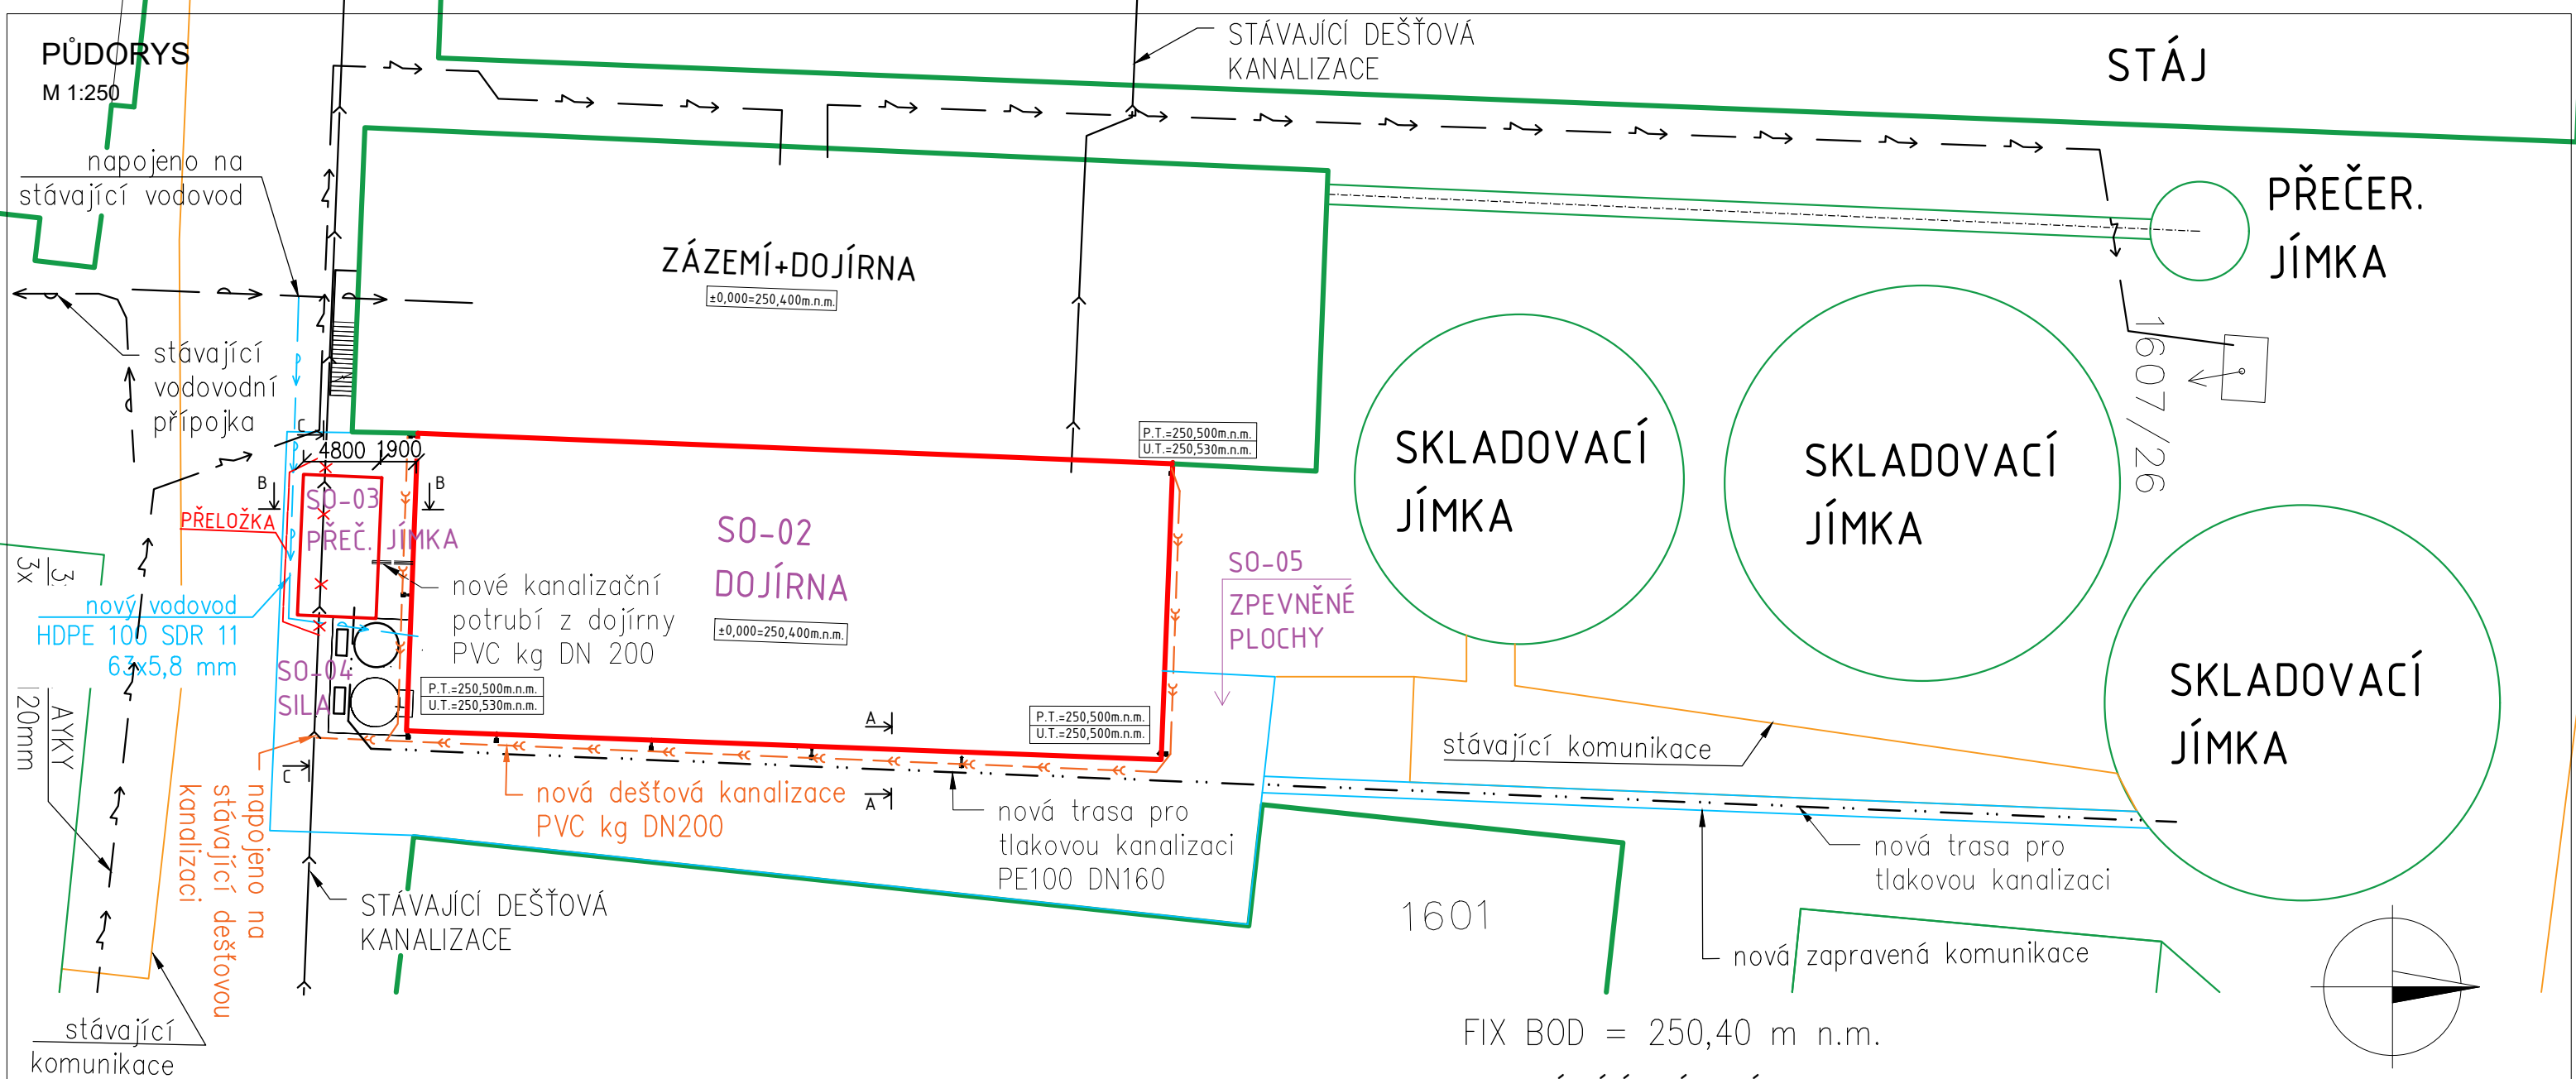 PŮDORYS
M 1:250
STÁVAJÍCÍ DEŠŤOVÁ
KANALIZACE
STÁJ
napojeno na
stávající vodovod
PŘEČER.
JÍMKA
ZÁZEMÍ+DOJÍRNA
±0,000=250,400m.n.m.
stávající
vodovodní
přípojka
1607/26
SKLADOVACÍ
JÍMKA
SKLADOVACÍ
JÍMKA
SKLADOVACÍ
JÍMKA
P.T.=250,500m.n.m.
U.T.=250,530m.n.m.
C
4800
1900
B
B
SO-03
PŘEČ. JÍMKA
PŘELOŽKA
SO-02
DOJÍRNA
±0,000=250,400m.n.m.
nové kanalizační
potrubí z dojírny
PVC kg DN 200
SO-05
ZPEVNĚNÉ
PLOCHY
3x
nový vodovod
HDPE 100 SDR 11
63x5,8 mm
SO-04
SILA
P.T.=250,500m.n.m.
U.T.=250,530m.n.m.
P.T.=250,500m.n.m.
U.T.=250,500m.n.m.
A
A
C
AYKY
120mm
napojeno na
stávající dešťovou
kanalizaci
nová dešťová kanalizace
PVC kg DN200
nová trasa pro
tlakovou kanalizaci
PE100 DN160
stávající komunikace
nová trasa pro
tlakovou kanalizaci
STÁVAJÍCÍ DEŠŤOVÁ
KANALIZACE
1601
nová zapravená komunikace
stávající
komunikace
FIX BOD = 250,40 m n.m.